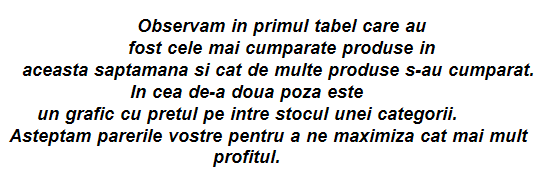 Observam in primul tabel care au
fost cele mai cumparate produse in
aceasta saptamana si cat de multe produse s-au cumparat.
In cea de-a doua poza este
un grafic cu pretul pe intre stocul unei categorii.
Asteptam parerile vostre pentru a ne maximiza cat mai mult
profitul.